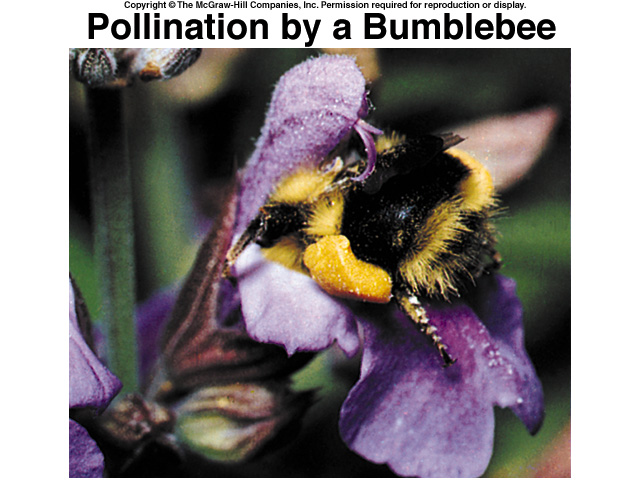 Copyright © The McGraw-Hill Companies, Inc. Permission required for reproduction or display.
Pollination by a Bumblebee